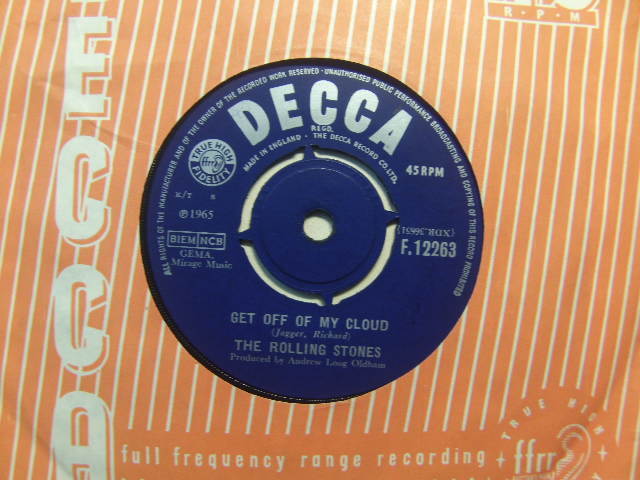 R.P.M
DECCA
ALL RIGHTS OF THE MANUFACTURER AND OF THE OWNER OF THE RECORDED WORK RESERVED · UNAUTHORISED PUBLIC PERFORMANCE BROADCASTING AND COPYING OF THIS RECORD PROHIBITED
DECCA
REGD.
MADE IN ENGLAND · THE DECCA RECORD CO. LTD.
TRUE HIGH
ffrr
FIDELITY
45 RPM
K/T s
℗1965
BIEM NCB
GEMA.
Mirage Music
(XDR.36651)
F.12263
GET OFF OF MY CLOUD
(Jagger, Richard)
THE ROLLING STONES
Produced by Andrew Loog Oldham
full frequency range recording
TRUE HIGH
ffrr